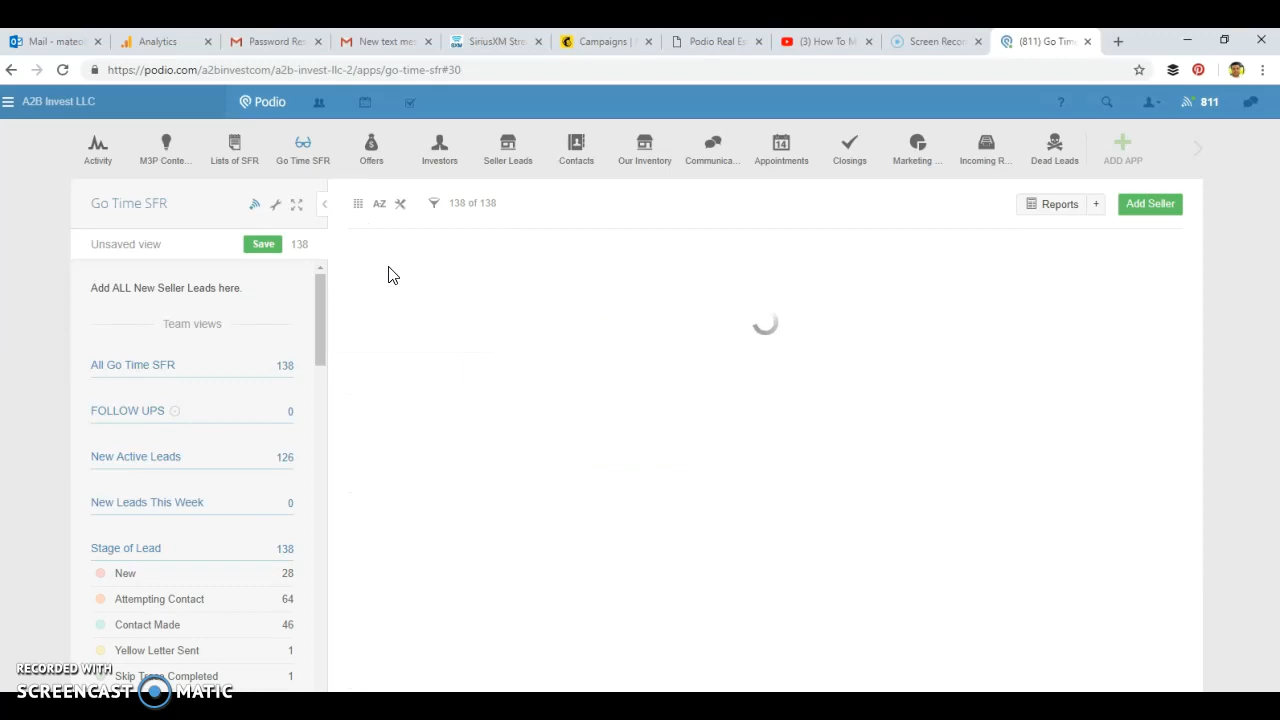 Mail - mateo
Analytics
Password Res
New text mes
SiriusXM Stre
Campaigns | 
Podio Real Es
(3) How To M
Screen Recor
(811) Go Time
https://podio.com/a2binvestcom/a2b-invest-llc-2/apps/go-time-sfr#30
A2B Invest LLC
Podio
?
811
Activity
M3P Conte...
Lists of SFR
Go Time SFR
Offers
Investors
Seller Leads
Contacts
Our Inventory
Communica...
14
Appointments
Closings
Marketing ...
Incoming R...
Dead Leads
ADD APP
Go Time SFR
AZ
138 of 138
Reports
+
Add Seller
Unsaved view
Save
138
Add ALL New Seller Leads here.
Team views
All Go Time SFR 138
FOLLOW UPS 0
New Active Leads 126
New Leads This Week 0
Stage of Lead 138
New 28
Attempting Contact 64
Contact Made 46
Yellow Letter Sent 1
Skip Trace Completed 1
RECORDED WITH
SCREENCAST MATIC